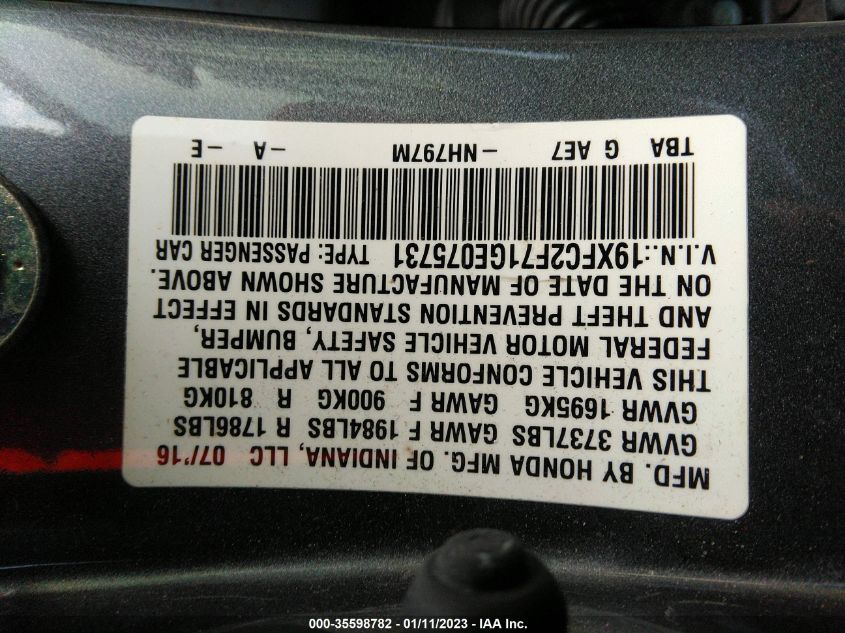 MFD. BY HONDA MFG. OF INDIANA, LLC 07/'16
GVWR 3737LBS GAWR F 1984LBS R 1786LBS
GVWR 1695KG GAWR F 900KG R 810KG
THIS VEHICLE CONFORMS TO ALL APPLICABLE
FEDERAL MOTOR VEHICLE SAFETY, BUMPER,
AND THEFT PREVENTION STANDARDS IN EFFECT
ON THE DATE OF MANUFACTURE SHOWN ABOVE.
V.I.N.:19XFC2F71GE075731 TYPE: PASSENGER CAR
TBA G AE7 -NH797M -A -E
000-35598782 - 01/11/2023 - IAA Inc.